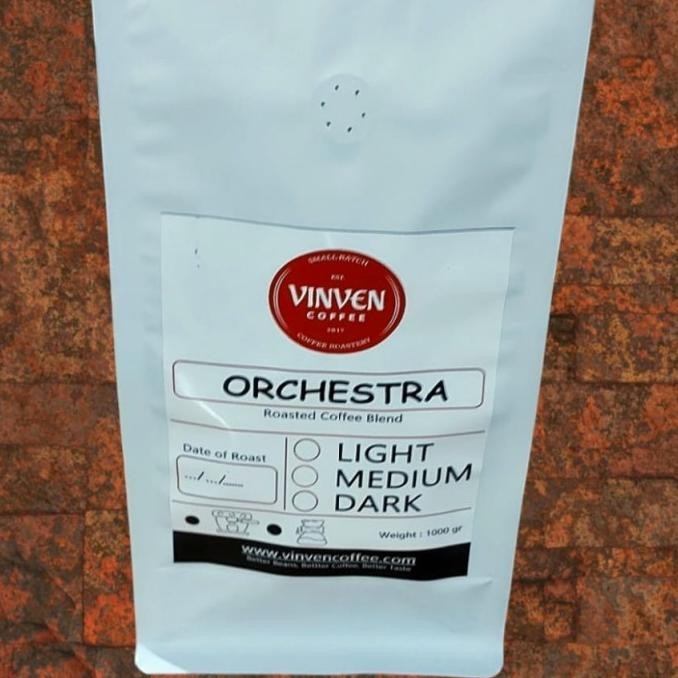 SMALL-BATCH
EST.
VINVEN
COFFEE
2017
COFFEE ROASTERY
ORCHESTRA
Roasted Coffee Blend
Date of Roast
.../.../......
LIGHT
MEDIUM
DARK
Weight : 1000 gr
www.vinvencoffee.com
Better Beans, Bettter Coffee, Better Taste